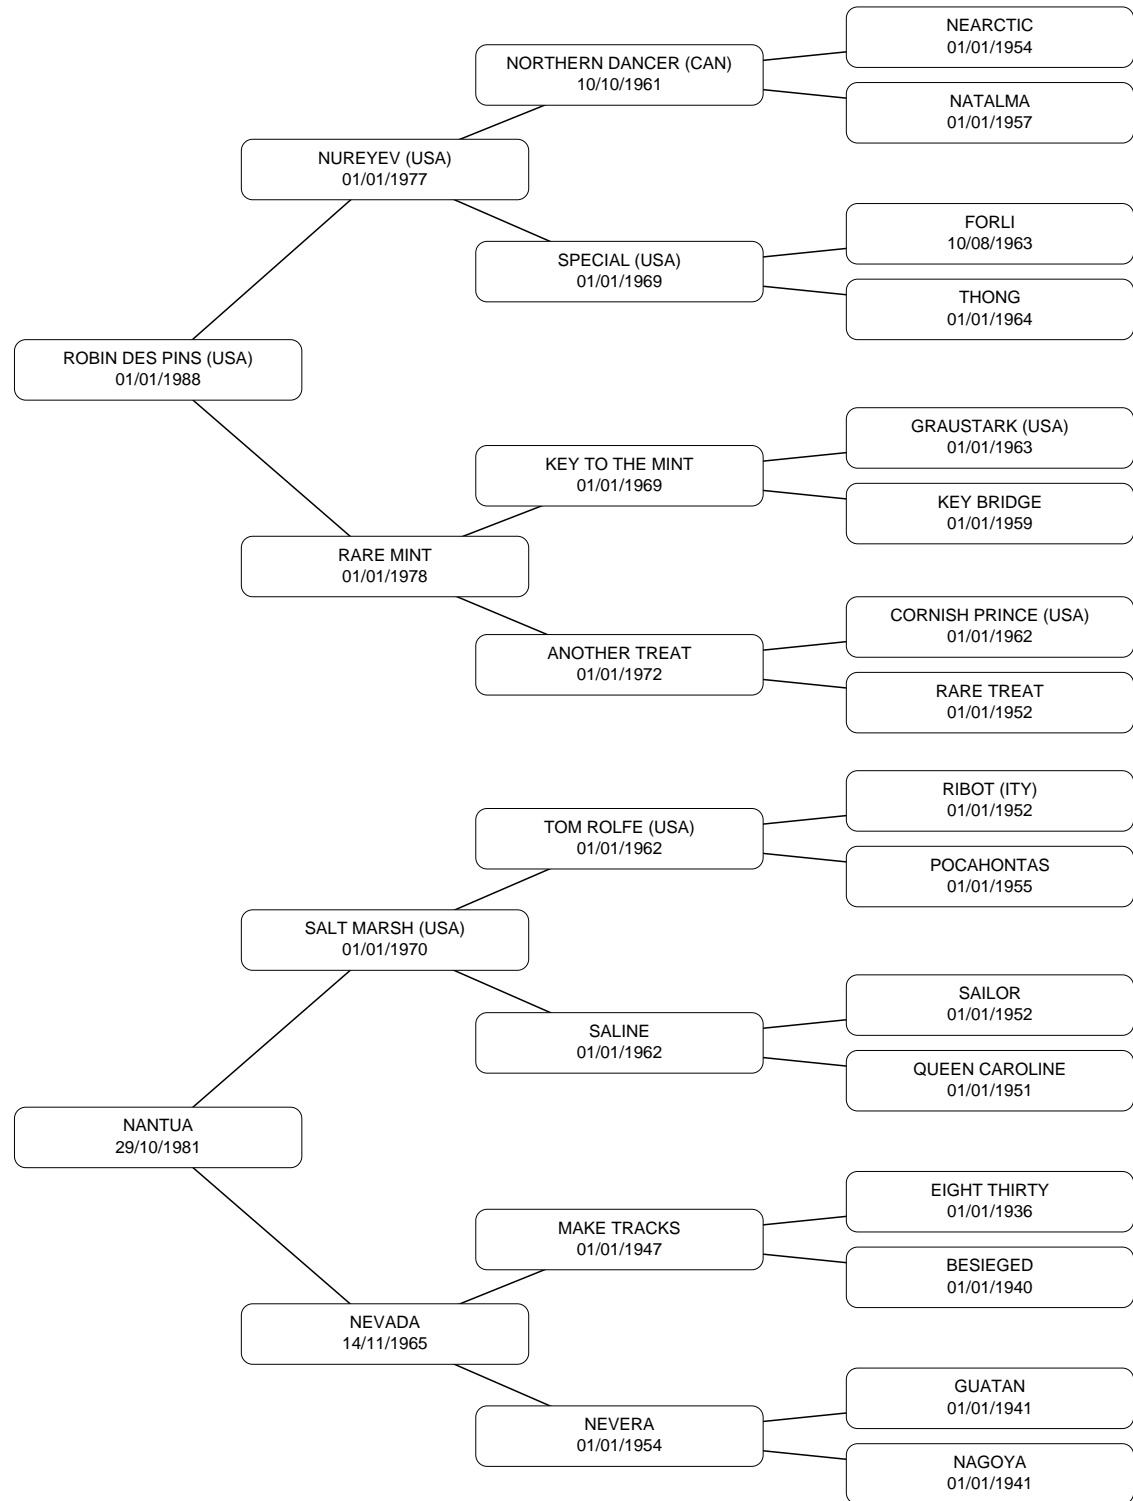 NEARCTIC
01/01/1954
NORTHERN DANCER (CAN)
10/10/1961
NATALMA
01/01/1957
NUREYEV (USA)
01/01/1977
FORLI
10/08/1963
SPECIAL (USA)
01/01/1969
THONG
01/01/1964
ROBIN DES PINS (USA)
01/01/1988
GRAUSTARK (USA)
01/01/1963
KEY TO THE MINT
01/01/1969
KEY BRIDGE
01/01/1959
RARE MINT
01/01/1978
CORNISH PRINCE (USA)
01/01/1962
ANOTHER TREAT
01/01/1972
RARE TREAT
01/01/1952
RIBOT (ITY)
01/01/1952
TOM ROLFE (USA)
01/01/1962
POCAHONTAS
01/01/1955
SALT MARSH (USA)
01/01/1970
SAILOR
01/01/1952
SALINE
01/01/1962
QUEEN CAROLINE
01/01/1951
NANTUA
29/10/1981
EIGHT THIRTY
01/01/1936
MAKE TRACKS
01/01/1947
BESIEGED
01/01/1940
NEVADA
14/11/1965
GUATAN
01/01/1941
NEVERA
01/01/1954
NAGOYA
01/01/1941